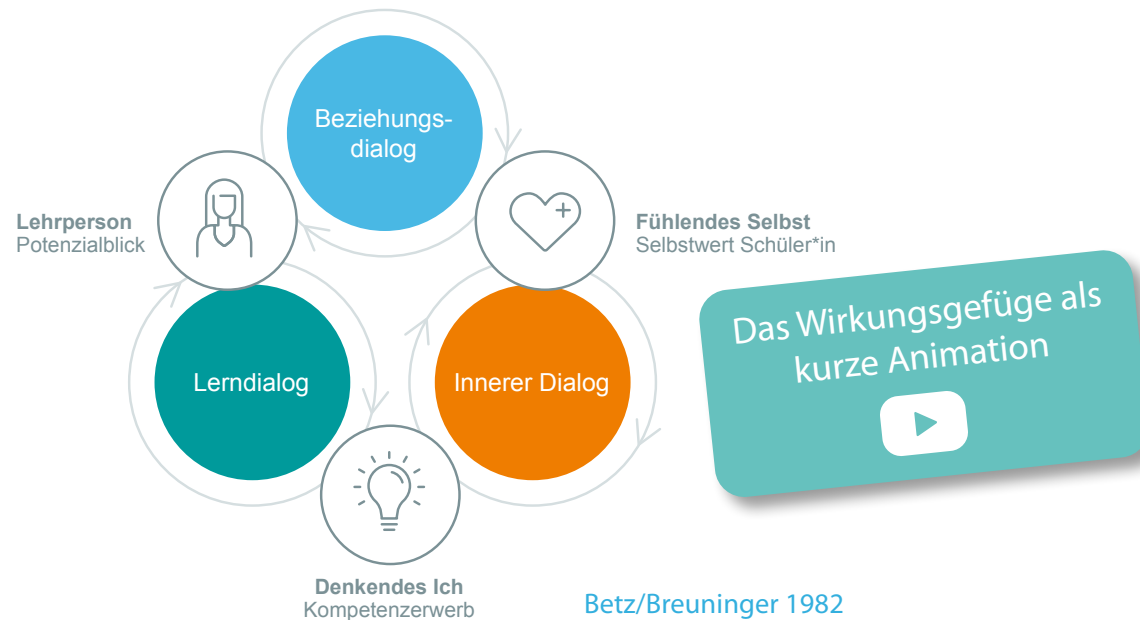 Beziehungs-
dialog
Lehrperson
Potenzialblick
Fühlendes Selbst
Selbstwert Schüler*in
Das Wirkungsgefüge als
kurze Animation
Lerndialog
Innerer Dialog
Denkendes Ich
Kompetenzerwerb
Betz/Breuninger 1982